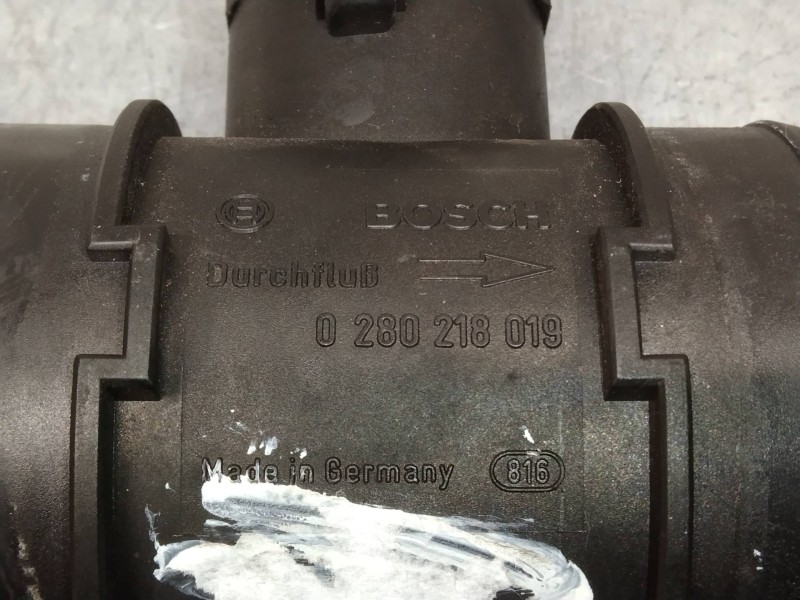 BOSCH
Durchfluß
0 280 218 019
Made in Germany 816